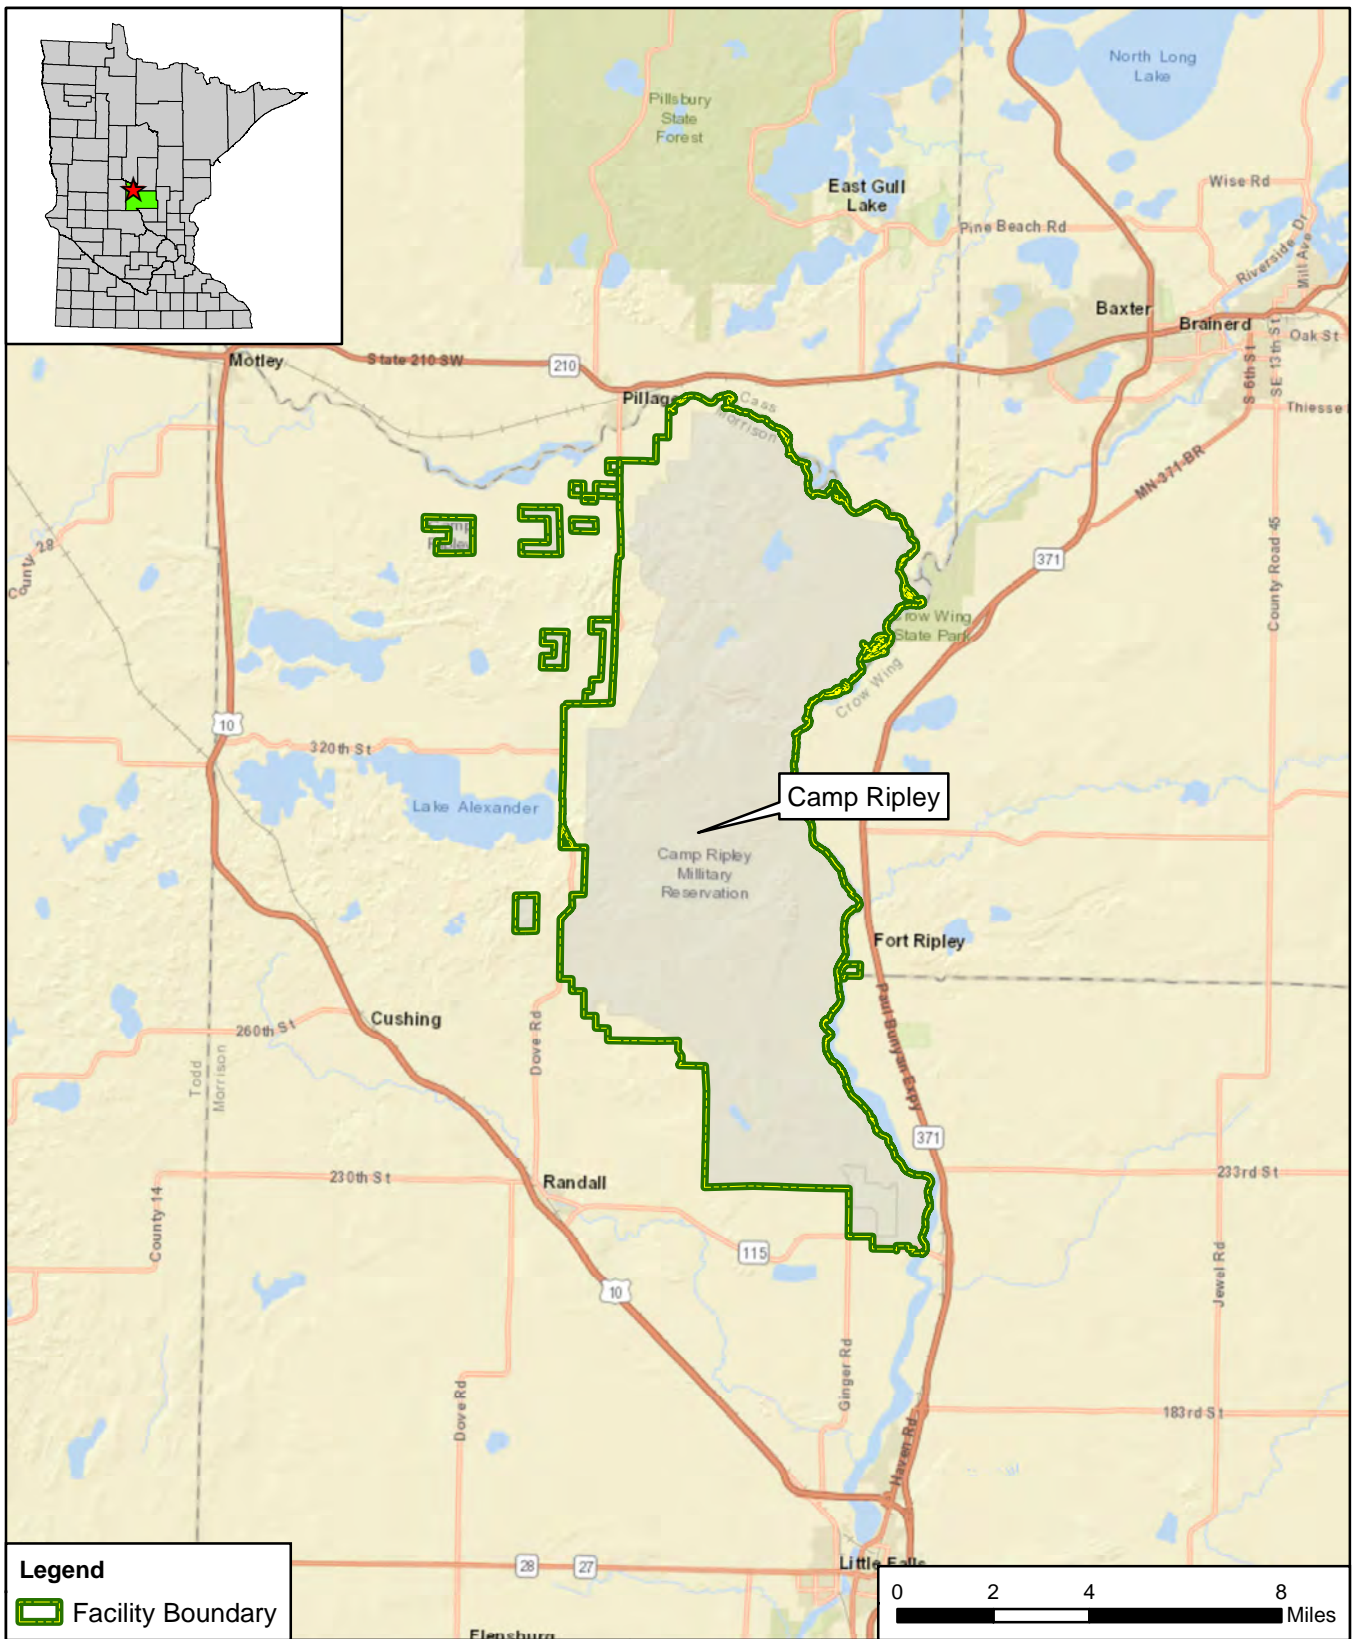 North Long
Lake
Pillsbury
State
Forest
Wise Rd
East Gull
Lake
Pine Beach Rd
Riverside Dr
Mill Ave
Baxter
Brainerd
Oak St
Motley
State 210 SW
210
S 6th St
SE 13th St
Pillage
Cass
Morrison
Thiesse
MN 371 BR
County 28
371
County Road 45
Crow Wing
State Park
Crow Wing
10
320th St
Lake Alexander
Camp Ripley
Camp Ripley
Millitary
Reservation
Fort Ripley
Paul Bunyan Expy
Cushing
260th St
Dove Rd
Todd
Morrison
371
230th St
Randall
233rd St
County 14
115
10
Jewel Rd
Ginger Rd
Dove Rd
183rd St
Haven Rd
28
27
Little Falls
Legend
Facility Boundary
0 2 4 8
Miles
Flensburg